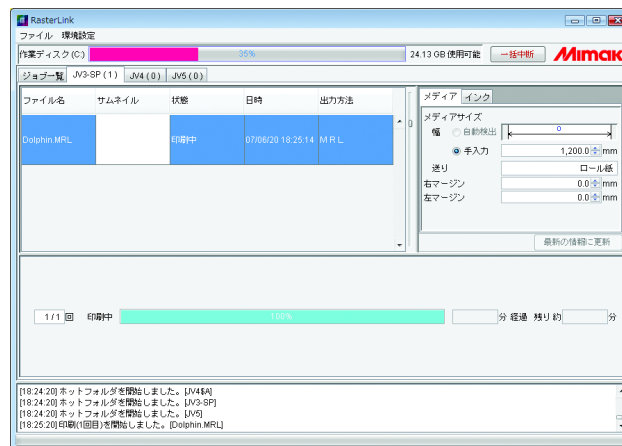 RasterLink
ファイル 環境設定
作業ディスク(C:) 35% 24.13 GB 使用可能 一括中断 Mimaki
ジョブ一覧 JV3-SP ( 1 ) JV4 ( 0 ) JV5 ( 0 )
ファイル名 サムネイル 状態 日時 出力方法
Dolphin.MRL 印刷中 07/06/20 18:25:14 M R L
メディア インク
メディアサイズ
幅 自動検出 0
手入力 1,200.0 mm
送り ロール紙
右マージン 0.0 mm
左マージン 0.0 mm
最新の情報に更新
1 / 1 回 印刷中 100% 分 経過 残り 約 分
[18:24:20] ホットフォルダを開始しました。[JV4$A]
[18:24:20] ホットフォルダを開始しました。[JV3-SP]
[18:24:20] ホットフォルダを開始しました。[JV5]
[18:25:20] 印刷(1回目)を開始しました。[Dolphin.MRL]